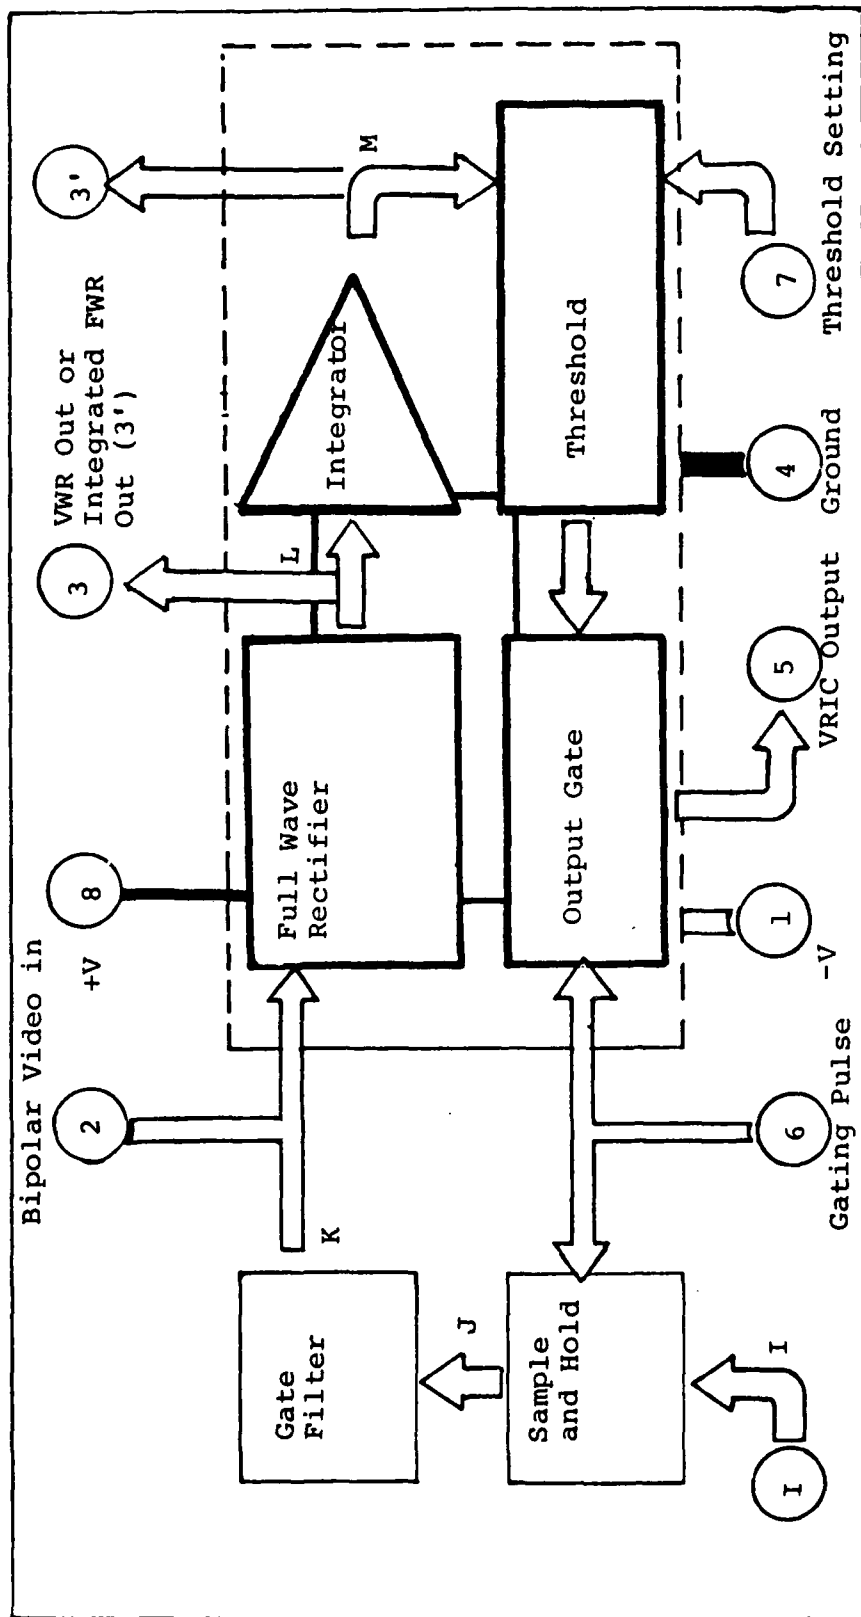 Bipolar Video in
2
+V
8
3
VWR Out or
Integrated FWR
Out (3')
3'
K
Gate
Filter
Full Wave
Rectifier
L
Integrator
M
J
Sample
and Hold
Output Gate
Threshold
I
I
6
Gating Pulse
1
-V
5
VRIC Output
4
Ground
7
Threshold Setting